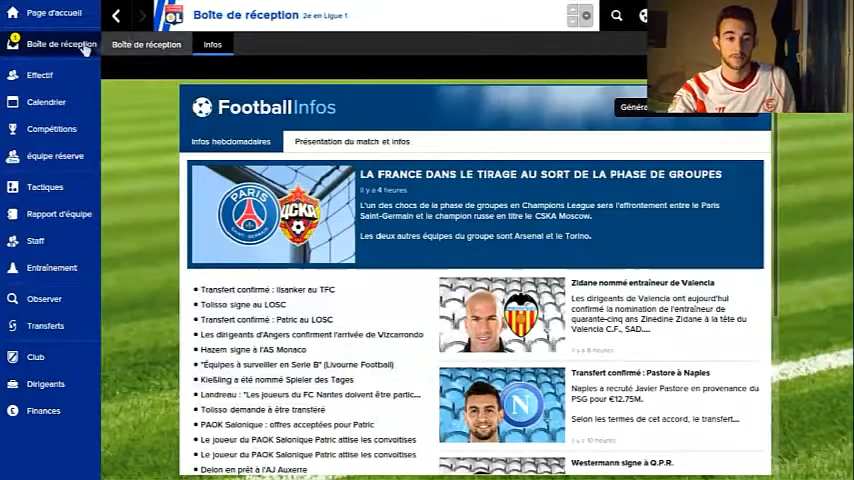 Page d'accueil
1
Boîte de réception
Effectif
Calendrier
Compétitions
équipe réserve
Tactiques
Rapport d'équipe
Staff
Entraînement
Observer
Transferts
Club
Dirigeants
Finances
Boîte de réception 2e en Ligue 1
Boîte de réception Infos
FootballInfos
Généra
Infos hebdomadaires Présentation du match et infos
PARIS
ЦСКА
LA FRANCE DANS LE TIRAGE AU SORT DE LA PHASE DE GROUPES
Il y a 4 heures
L'un des chocs de la phase de groupes en Champions League sera l'affrontement entre le Paris
Saint-Germain et le champion russe en titre le CSKA Moscow.
Les deux autres équipes du groupe sont Arsenal et le Torino.
• Transfert confirmé : Ilsanker au TFC
• Tolisso signe au LOSC
• Transfert confirmé : Patric au LOSC
• Les dirigeants d'Angers confirment l'arrivée de Vizcarrondo
• Hazem signe à l'AS Monaco
• "Équipes à surveiller en Serie B" (Livourne Football)
• Kießling a été nommé Spieler des Tages
• Landreau : "Les joueurs du FC Nantes doivent être partic...
• Tolisso demande à être transféré
• PAOK Salonique : offres acceptées pour Patric
• Le joueur du PAOK Salonique Patric attise les convoitises
• Le joueur du PAOK Salonique Patric attise les convoitises
• Delon en prêt à l'AJ Auxerre
Zidane nommé entraîneur de Valencia
Les dirigeants de Valencia ont aujourd'hui
confirmé la nomination de l'entraîneur de
quarante-cinq ans Zinedine Zidane à la tête du
Valencia C.F., SAD....
Il y a 8 heures
Transfert confirmé : Pastore à Naples
Naples a recruté Javier Pastore en provenance du
PSG pour €12.75M.
Selon les termes de cet accord, le transfert...
Il y a 10 heures
N
Westermann signe à Q.P.R.